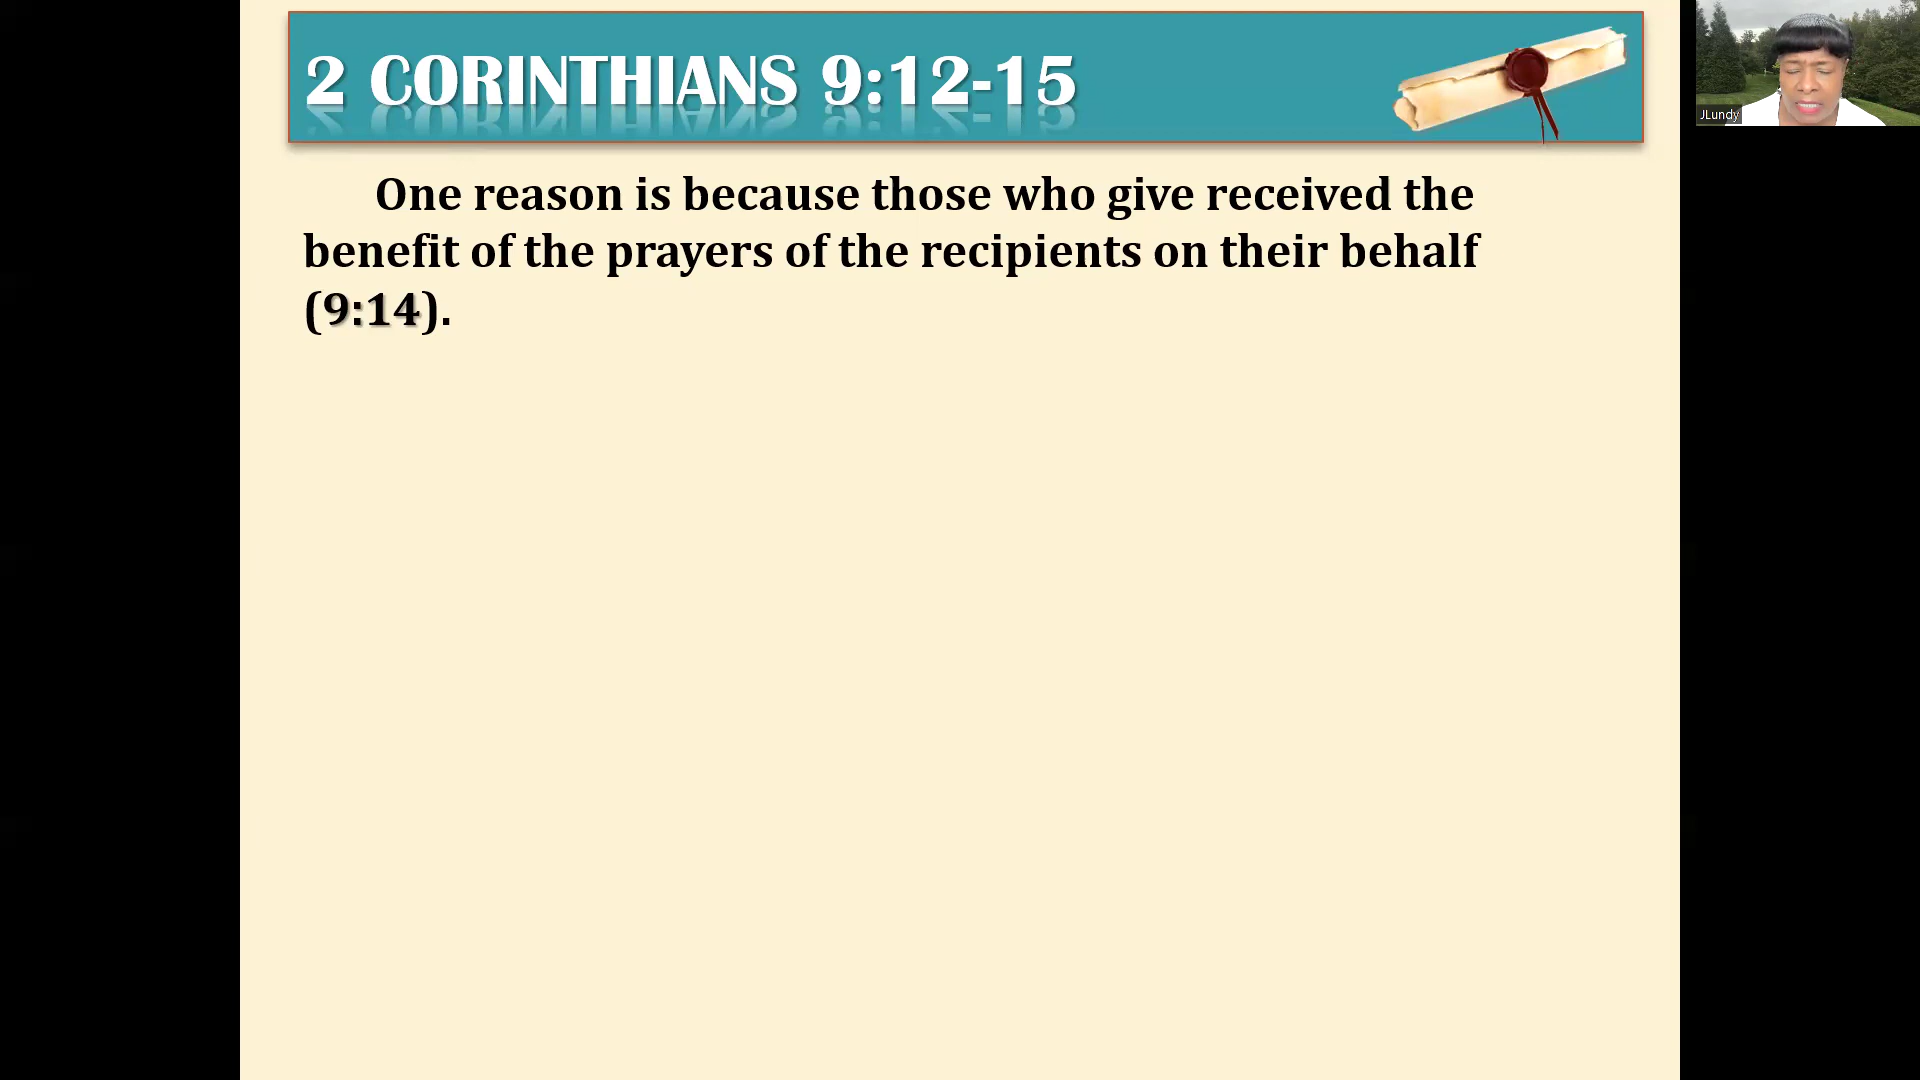 2 CORINTHIANS 9:12-15
JLundy
One reason is because those who give received the
benefit of the prayers of the recipients on their behalf
(9:14).